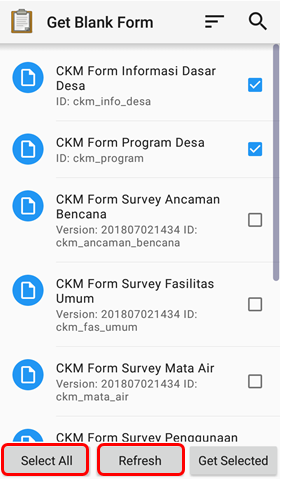 Get Blank Form
CKM Form Informasi Dasar
Desa
ID: ckm_info_desa
CKM Form Program Desa
ID: ckm_program
CKM Form Survey Ancaman
Bencana
Version: 201807021434 ID:
ckm_ancaman_bencana
CKM Form Survey Fasilitas
Umum
Version: 201807021434 ID:
ckm_fas_umum
CKM Form Survey Mata Air
Version: 201807021434 ID:
ckm_mata_air
CKM Form Survey Penggunaan
Select All
Refresh
Get Selected